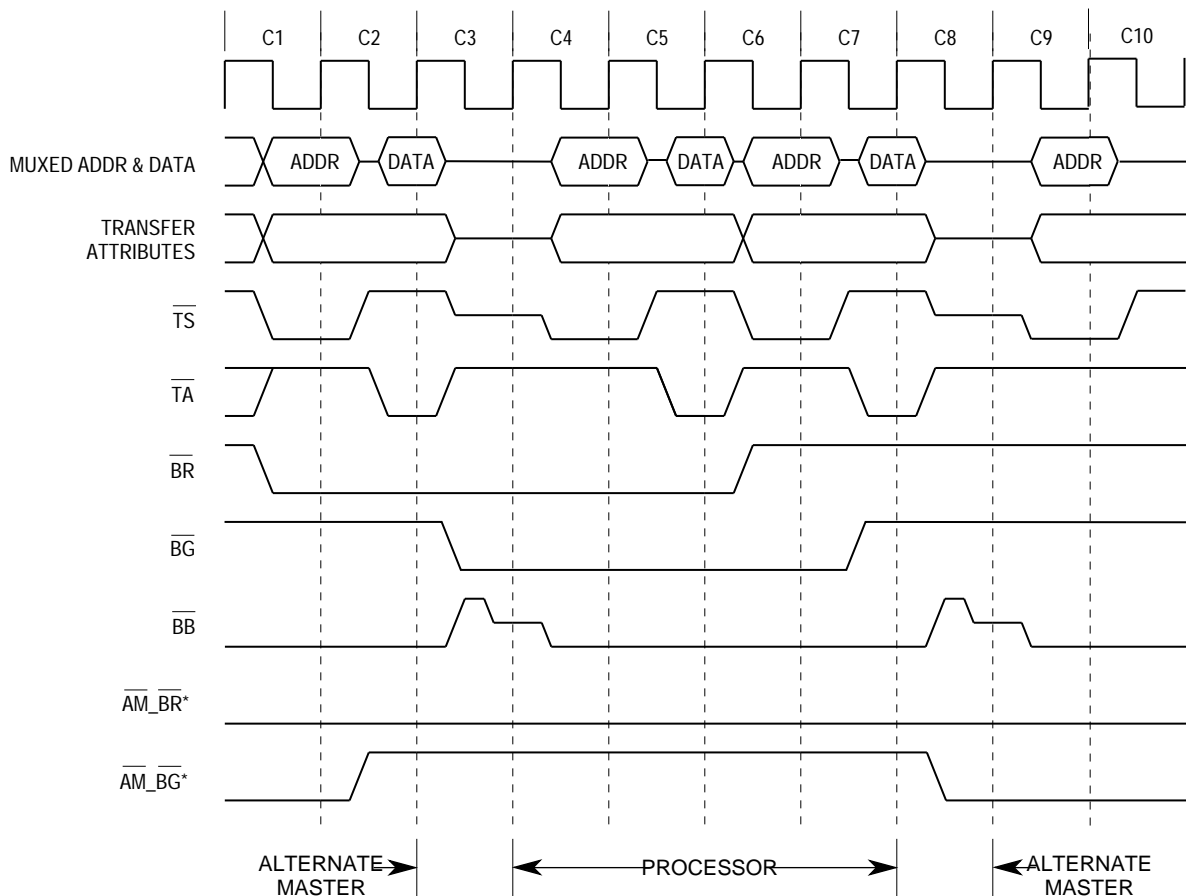 C1 C2 C3 C4 C5 C6 C7 C8 C9 C10
MUXED ADDR & DATA
ADDR DATA ADDR DATA ADDR DATA ADDR
TRANSFER
ATTRIBUTES
TS
TA
BR
BG
BB
AM_BR*
AM_BG*
ALTERNATE
MASTER
PROCESSOR
ALTERNATE
MASTER